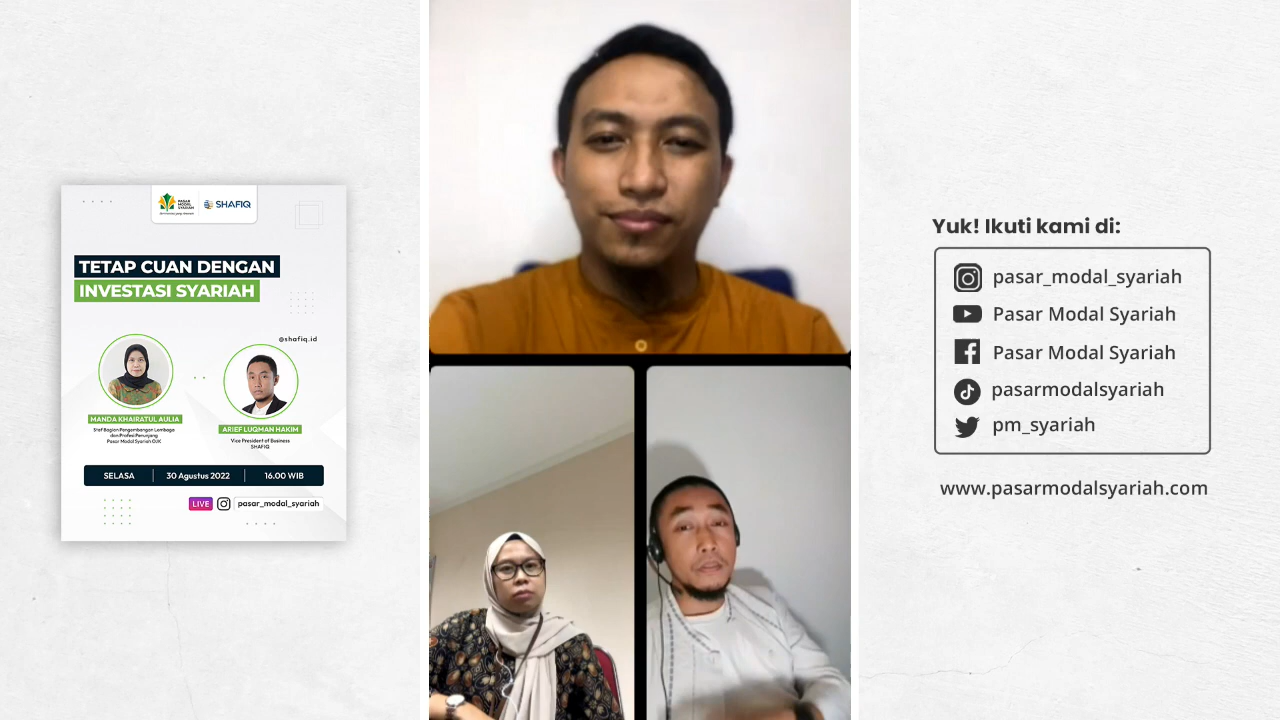 PASAR
MODAL
SYARIAH
SHAFIQ
TETAP CUAN DENGAN
INVESTASI SYARIAH
@shafiq.id
MANDA KHAIRATUL AULIA
Staf Bagian Pengembangan Lembaga
dan Profesi Penunjang
Pasar Modal Syariah OJK
ARIEF LUQMAN HAKIM
Vice President of Business
SHAFIQ
SELASA
30 Agustus 2022
16.00 WIB
LIVE
pasar_modal_syariah
Yuk! Ikuti kami di:
pasar_modal_syariah
Pasar Modal Syariah
Pasar Modal Syariah
pasarmodalsyariah
pm_syariah
www.pasarmodalsyariah.com